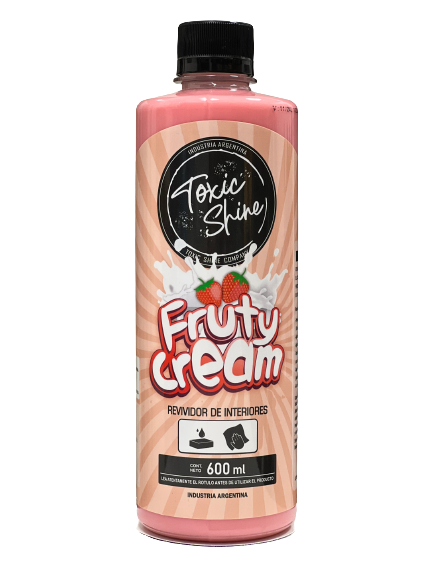 INDUSTRIA ARGENTINA
Toxic
Shine
TOXIC SHINE COMPANY
Fruty
cream
REVIVIDOR DE INTERIORES
CONT.
NETO
600 ml
LEA ATENTAMENTE EL ROTULO ANTES DE UTILIZAR EL PRODUCTO
INDUSTRIA ARGENTINA